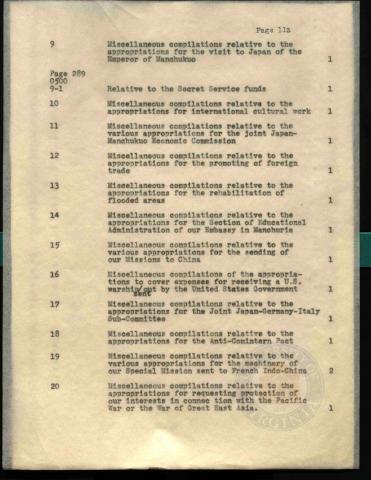 Page 113
9 Miscellaneous compilations relative to the
appropriations for the visit to Japan of the
Emperor of Manchukuo 1
Page 289
0500
9-1 Relative to the Secret Service funds 1
10 Miscellaneous compilations relative to the
appropriations for international cultural work 1
11 Miscellaneous compilations relative to the
various appropriations for the joint Japan-
Manchukuo Economic Commission 1
12 Miscellaneous compilations relative to the
appropriations for the promoting of foreign
trade 1
13 Miscellaneous compilations relative to the
appropriations for the rehabilitation of
flooded areas 1
14 Miscellaneous compilations relative to the
appropriations for the Section of Educational
Administration of our Embassy in Manchuria 1
15 Miscellaneous compilations relative to the
various appropriations for the sending of
our Missions to China 1
16 Miscellaneous compilations of the appropria-
tions to cover expenses for receiving a U.S.
warship/out by the United States Government 1
sent
17 Miscellaneous compilations relative to the
appropriations for the Joint Japan-Germany-Italy
Sub-Committee 1
18 Miscellaneous compilations relative to the
appropriations for the Anti-Comintern Pact 1
19 Miscellaneous compilations relative to the
various appropriations for the machinery of
our Special Mission sent to French Indo-China 2
20 Miscellaneous compilations relative to the
appropriations for requesting protection of
our interests in connec tion with the Pacific
War or the War of Great East Asia. 1